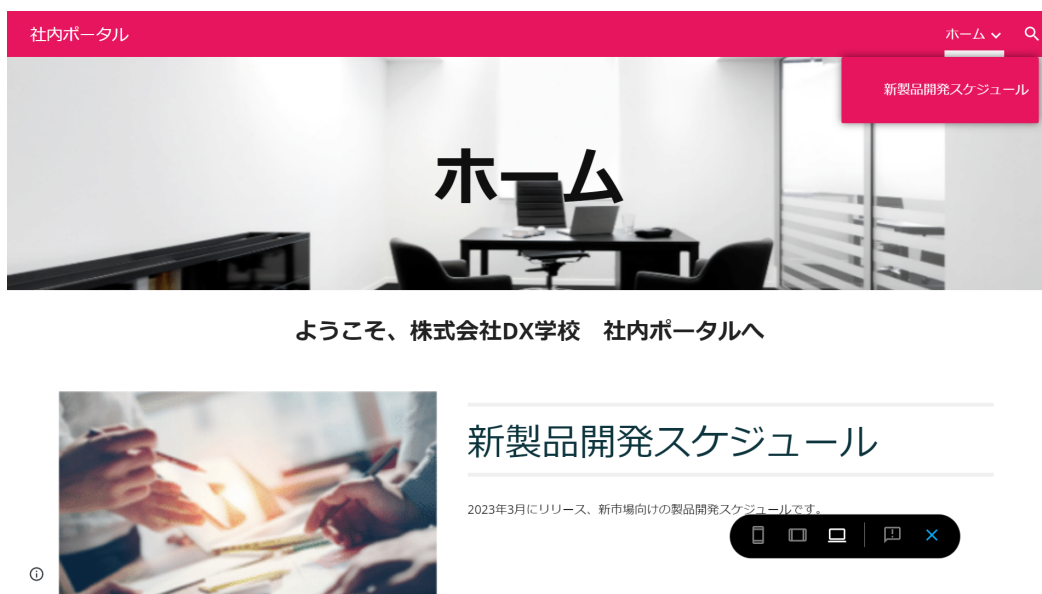 社内ポータル
ホーム
新製品開発スケジュール
ホーム
ようこそ、株式会社DX学校　社内ポータルへ
新製品開発スケジュール
2023年3月にリリース、新市場向けの製品開発スケジュールです。